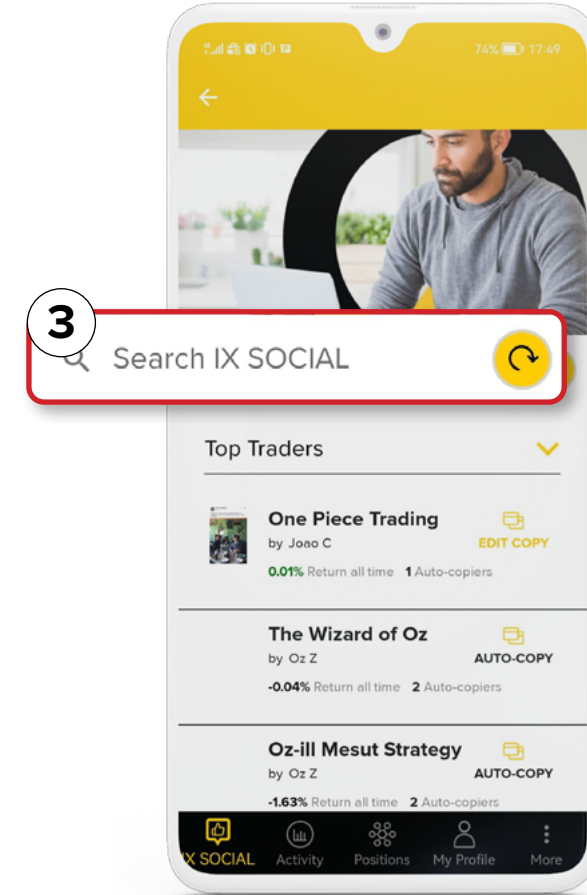 74% 17:49
3
Search IX SOCIAL
Top Traders
One Piece Trading
by Joao C
EDIT COPY
0.01% Return all time 1 Auto-copiers
The Wizard of Oz
by Oz Z
AUTO-COPY
-0.04% Return all time 2 Auto-copiers
Oz-ill Mesut Strategy
by Oz Z
AUTO-COPY
-1.63% Return all time 2 Auto-copiers
X SOCIAL Activity Positions My Profile More